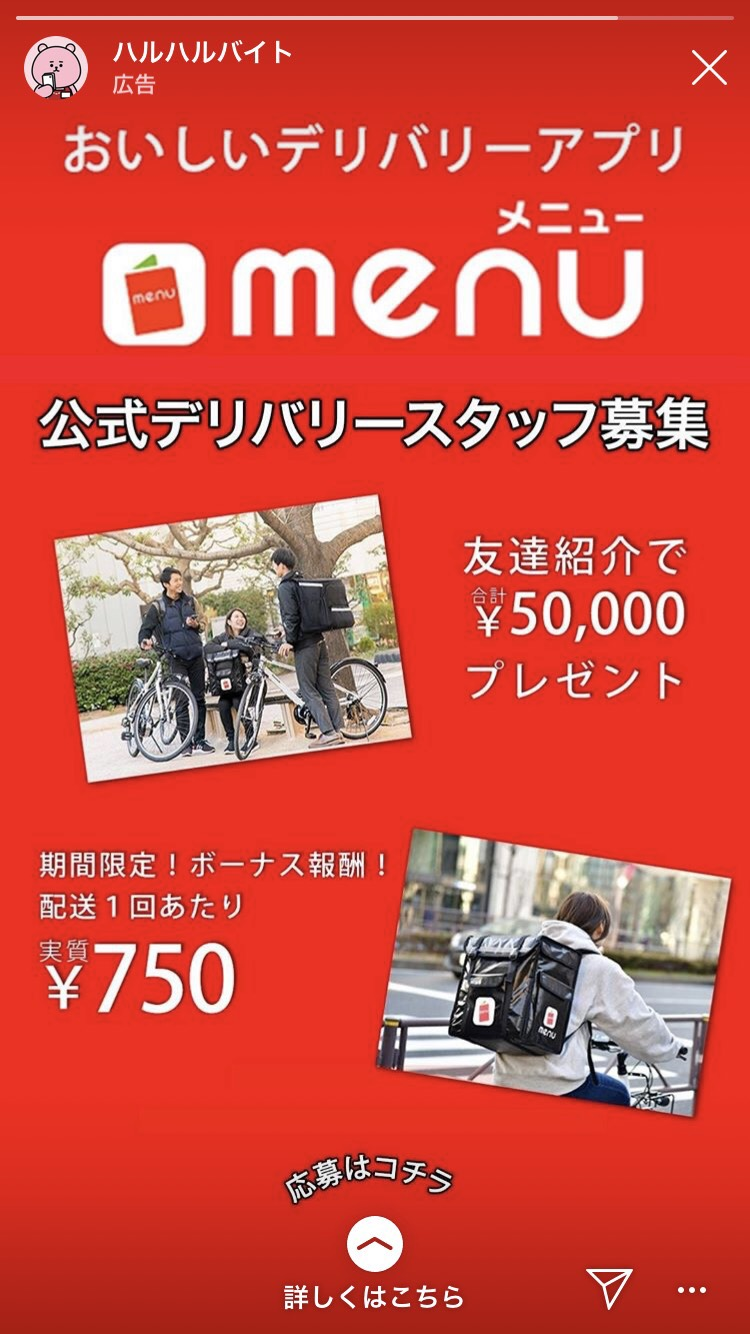 ハルハルバイト
広告
おいしいデリバリーアプリ
メニュー
menu
menu
公式デリバリースタッフ募集
友達紹介で
合計
¥50,000
プレゼント
期間限定！ボーナス報酬！
配送1回あたり
実質
¥750
menu
応募はコチラ
詳しくはこちら